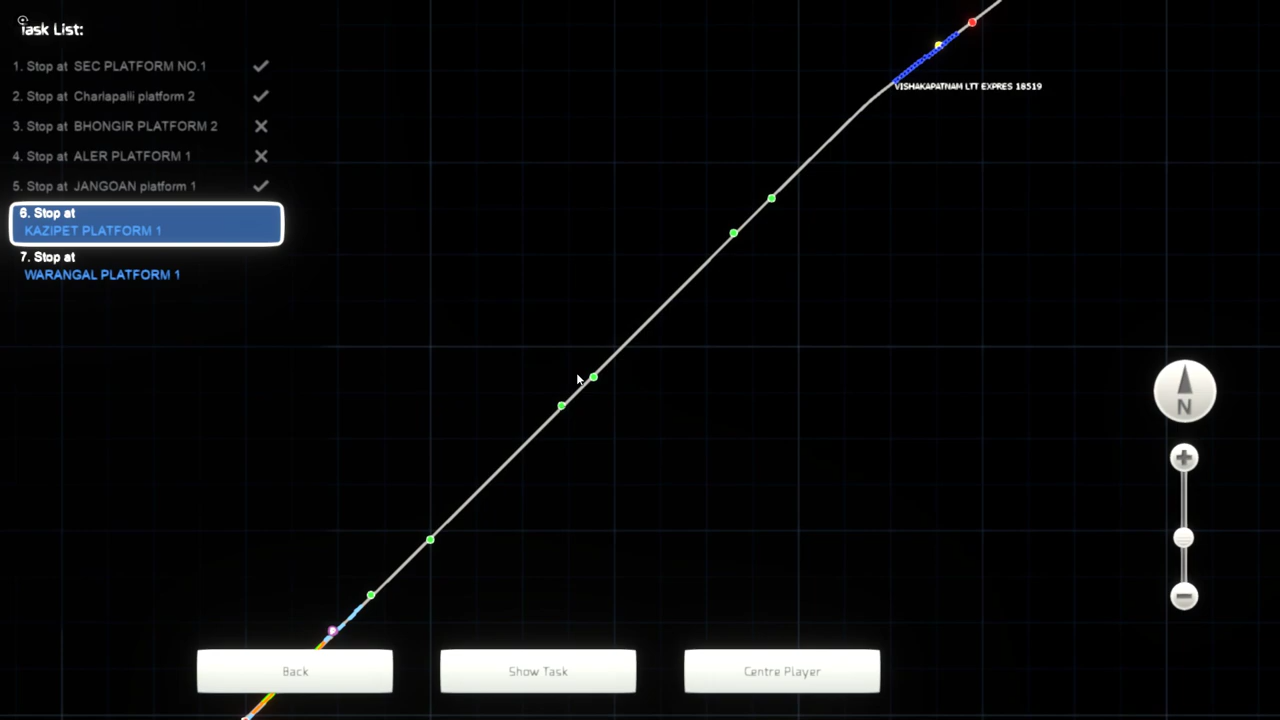 Task List:
1. Stop at SEC PLATFORM NO.1
2. Stop at Charlapalli platform 2
3. Stop at BHONGIR PLATFORM 2
4. Stop at ALER PLATFORM 1
5. Stop at JANGOAN platform 1
6. Stop at
KAZIPET PLATFORM 1
7. Stop at
WARANGAL PLATFORM 1
VISHAKAPATNAM LTT EXPRES 18519
N
Back
Show Task
Centre Player